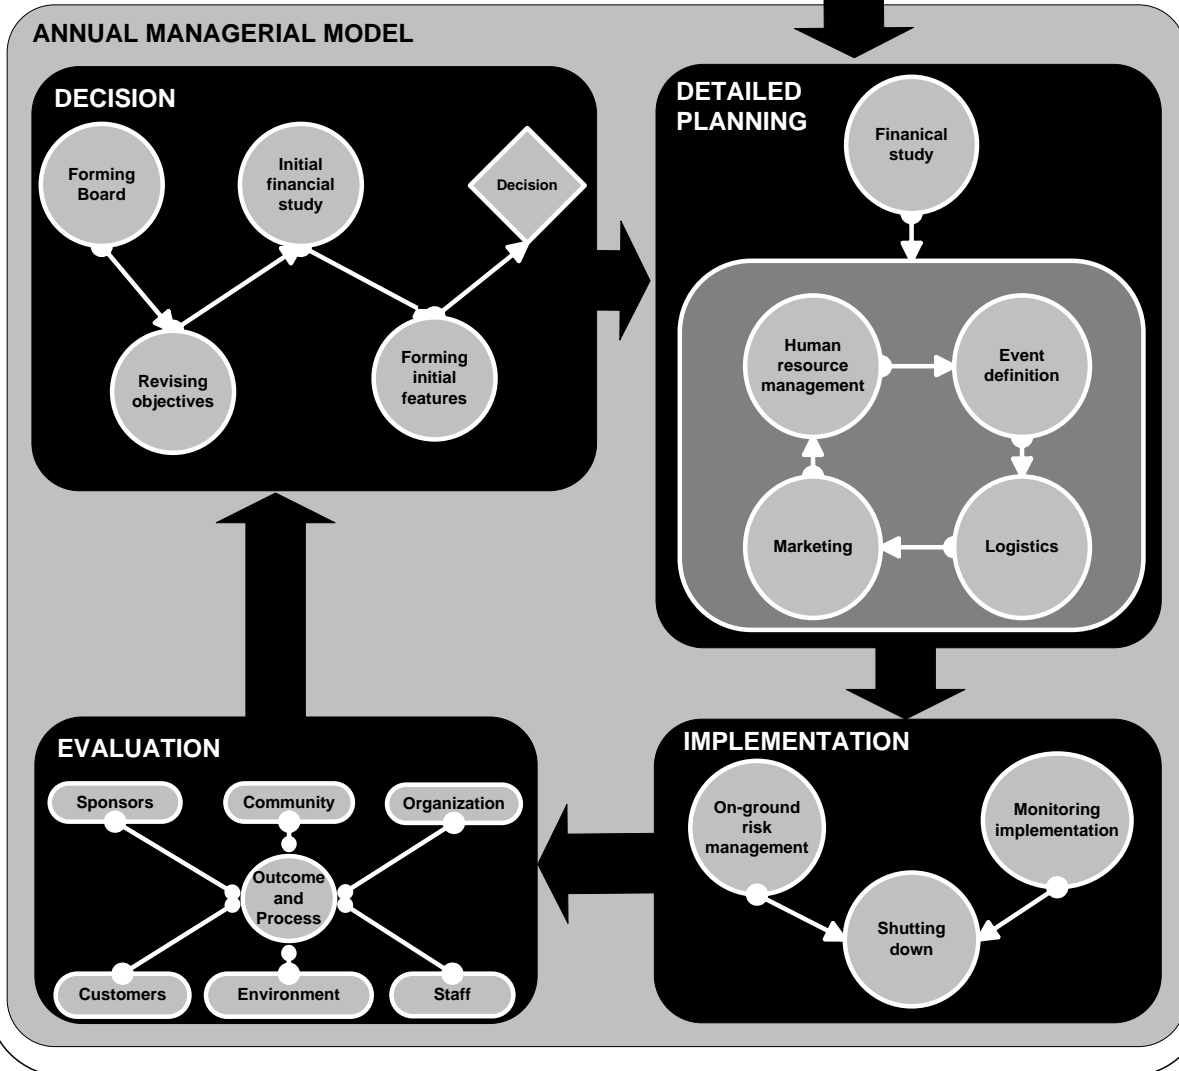 ANNUAL MANAGERIAL MODEL
DECISION
Forming
Board
Initial
financial
study
Decision
Revising
objectives
Forming
initial
features
DETAILED
PLANNING
Finanical
study
Human
resource
management
Event
definition
Marketing
Logistics
EVALUATION
Sponsors
Community
Organization
Outcome
and
Process
Customers
Environment
Staff
IMPLEMENTATION
On-ground
risk
management
Monitoring
implementation
Shutting
down